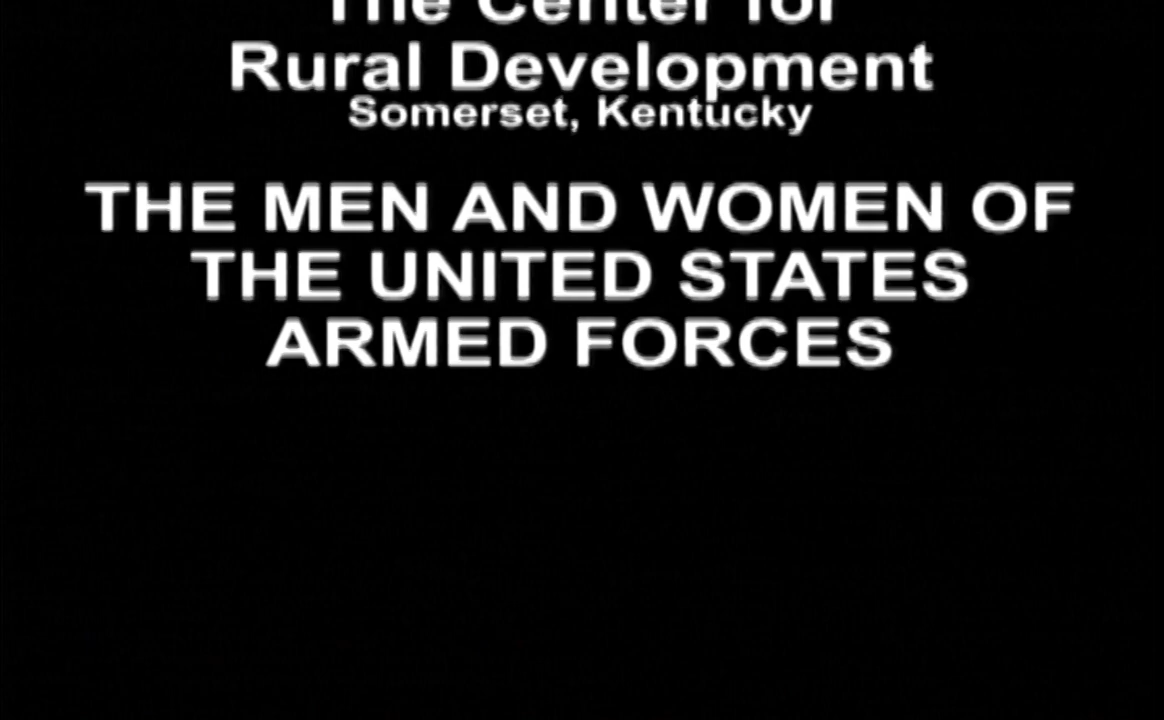 The Center for
Rural Development
Somerset, Kentucky
THE MEN AND WOMEN OF
THE UNITED STATES
ARMED FORCES